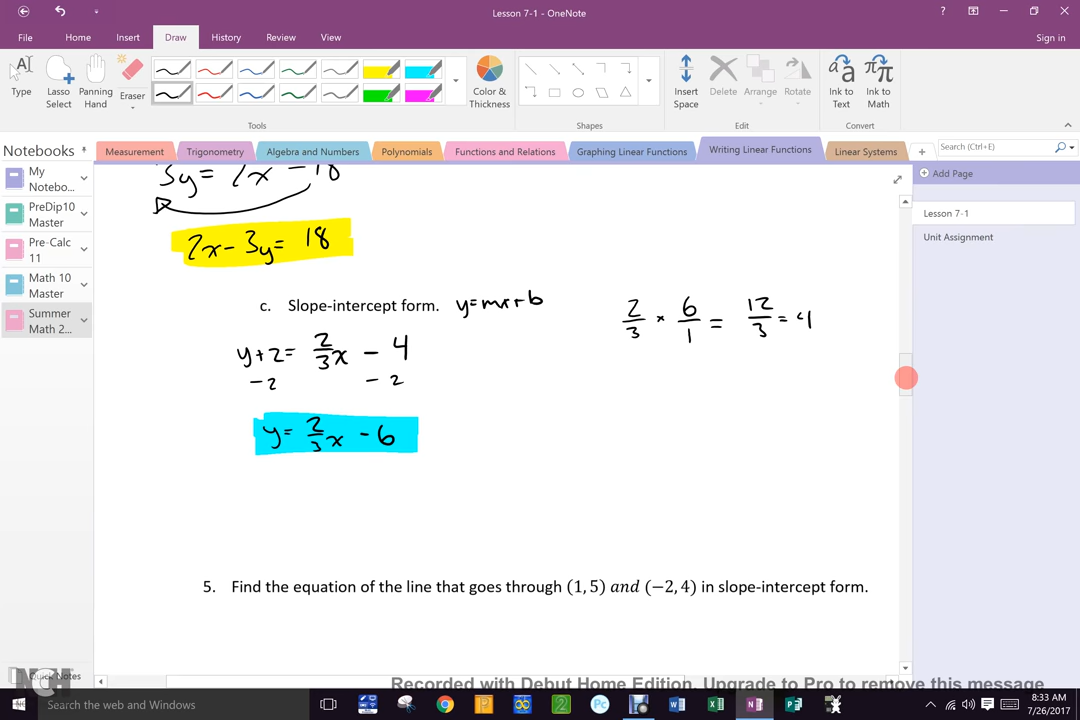 Lesson 7-1 - OneNote
?
File Home Insert Draw History Review View
Sign in
Type
Lasso Select
Panning Hand
Eraser
Color & Thickness
Insert Space
Delete
Arrange
Rotate
Ink to Text
Ink to Math
Tools
Shapes
Edit
Convert
Notebooks
Measurement
Trigonometry
Algebra and Numbers
Polynomials
Functions and Relations
Graphing Linear Functions
Writing Linear Functions
Linear Systems
Search (Ctrl+E)
My Notebo...
PreDip10 Master
Pre-Calc 11
Math 10 Master
Summer Math 2...
Add Page
Lesson 7-1
Unit Assignment
3y = 2x - 18
2x - 3y = 18
c. Slope-intercept form. y=mx+b
2/3 × 6/1 = 12/3 = 4
y+2 = 2/3x - 4
-2 - 2
y = 2/3x - 6
5. Find the equation of the line that goes through (1, 5) and (−2, 4) in slope-intercept form.
Quick Notes
NCH
Recorded with Debut Home Edition. Upgrade to Pro to remove this message
Search the web and Windows
8:33 AM
7/26/2017